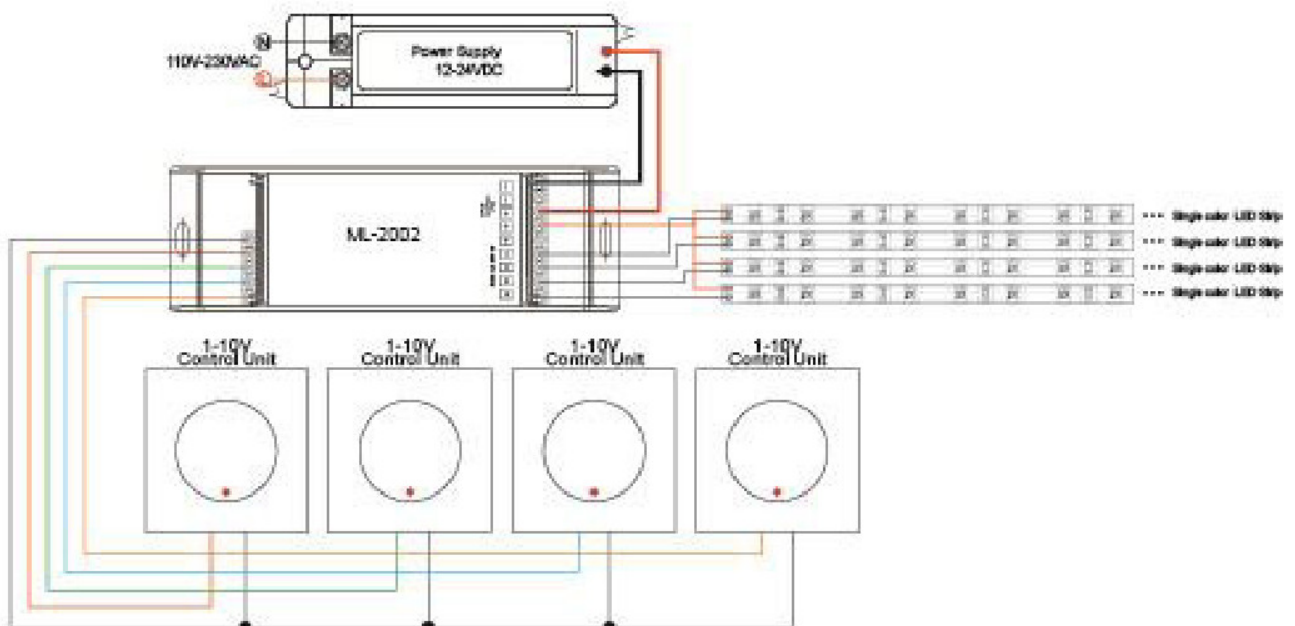 N
110V-230VAC
L
Power Supply
12-24VDC
ML-2002
Single color LED Strip
Single color LED Strip
Single color LED Strip
Single color LED Strip
1-10V
Control Unit
1-10V
Control Unit
1-10V
Control Unit
1-10V
Control Unit